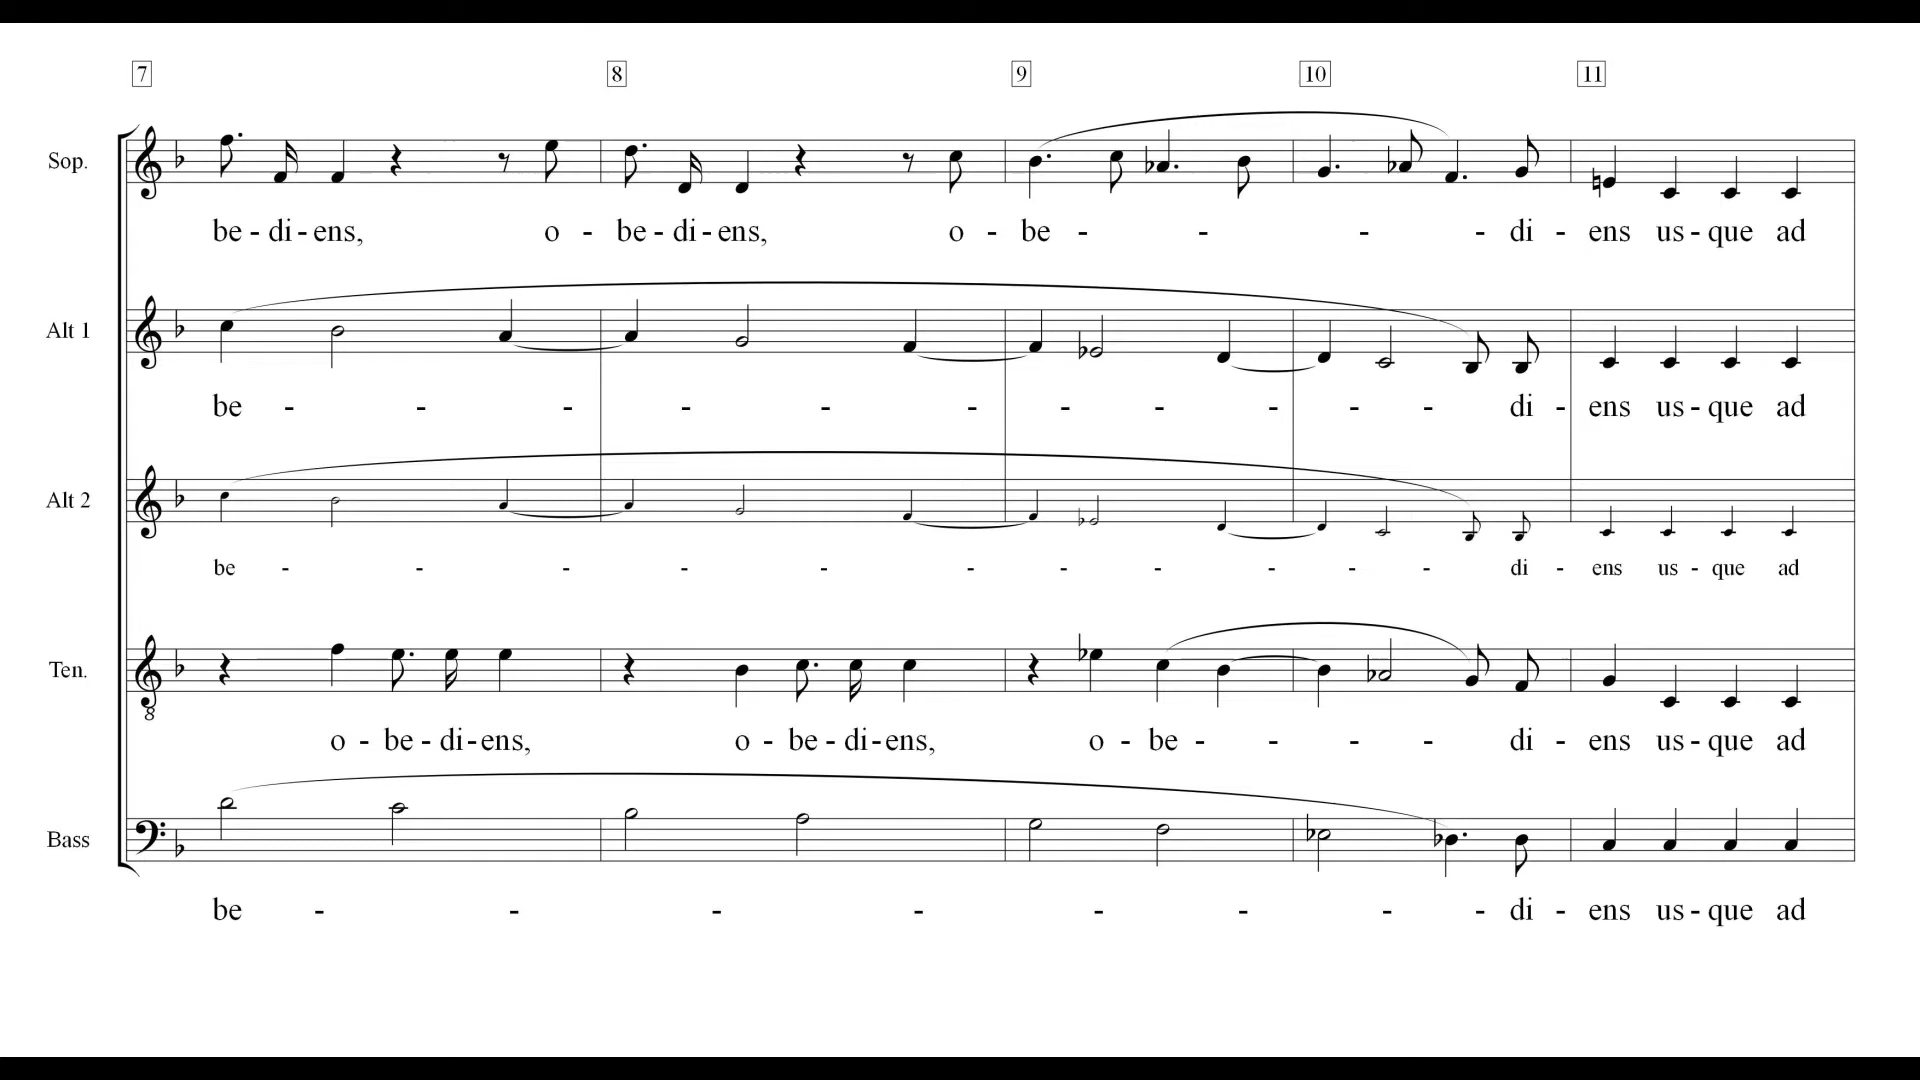 7 8 9 10 11
Sop.
be - di - ens, o - be - di - ens, o - be - - - - di - ens us - que ad
Alt 1
be - - - - - - - - - - - di - ens us - que ad
Alt 2
be - - - - - - - - - - - di - ens us - que ad
Ten.
8
o - be - di - ens, o - be - di - ens, o - be - - - - di - ens us - que ad
Bass
be - - - - - - - - di - ens us - que ad